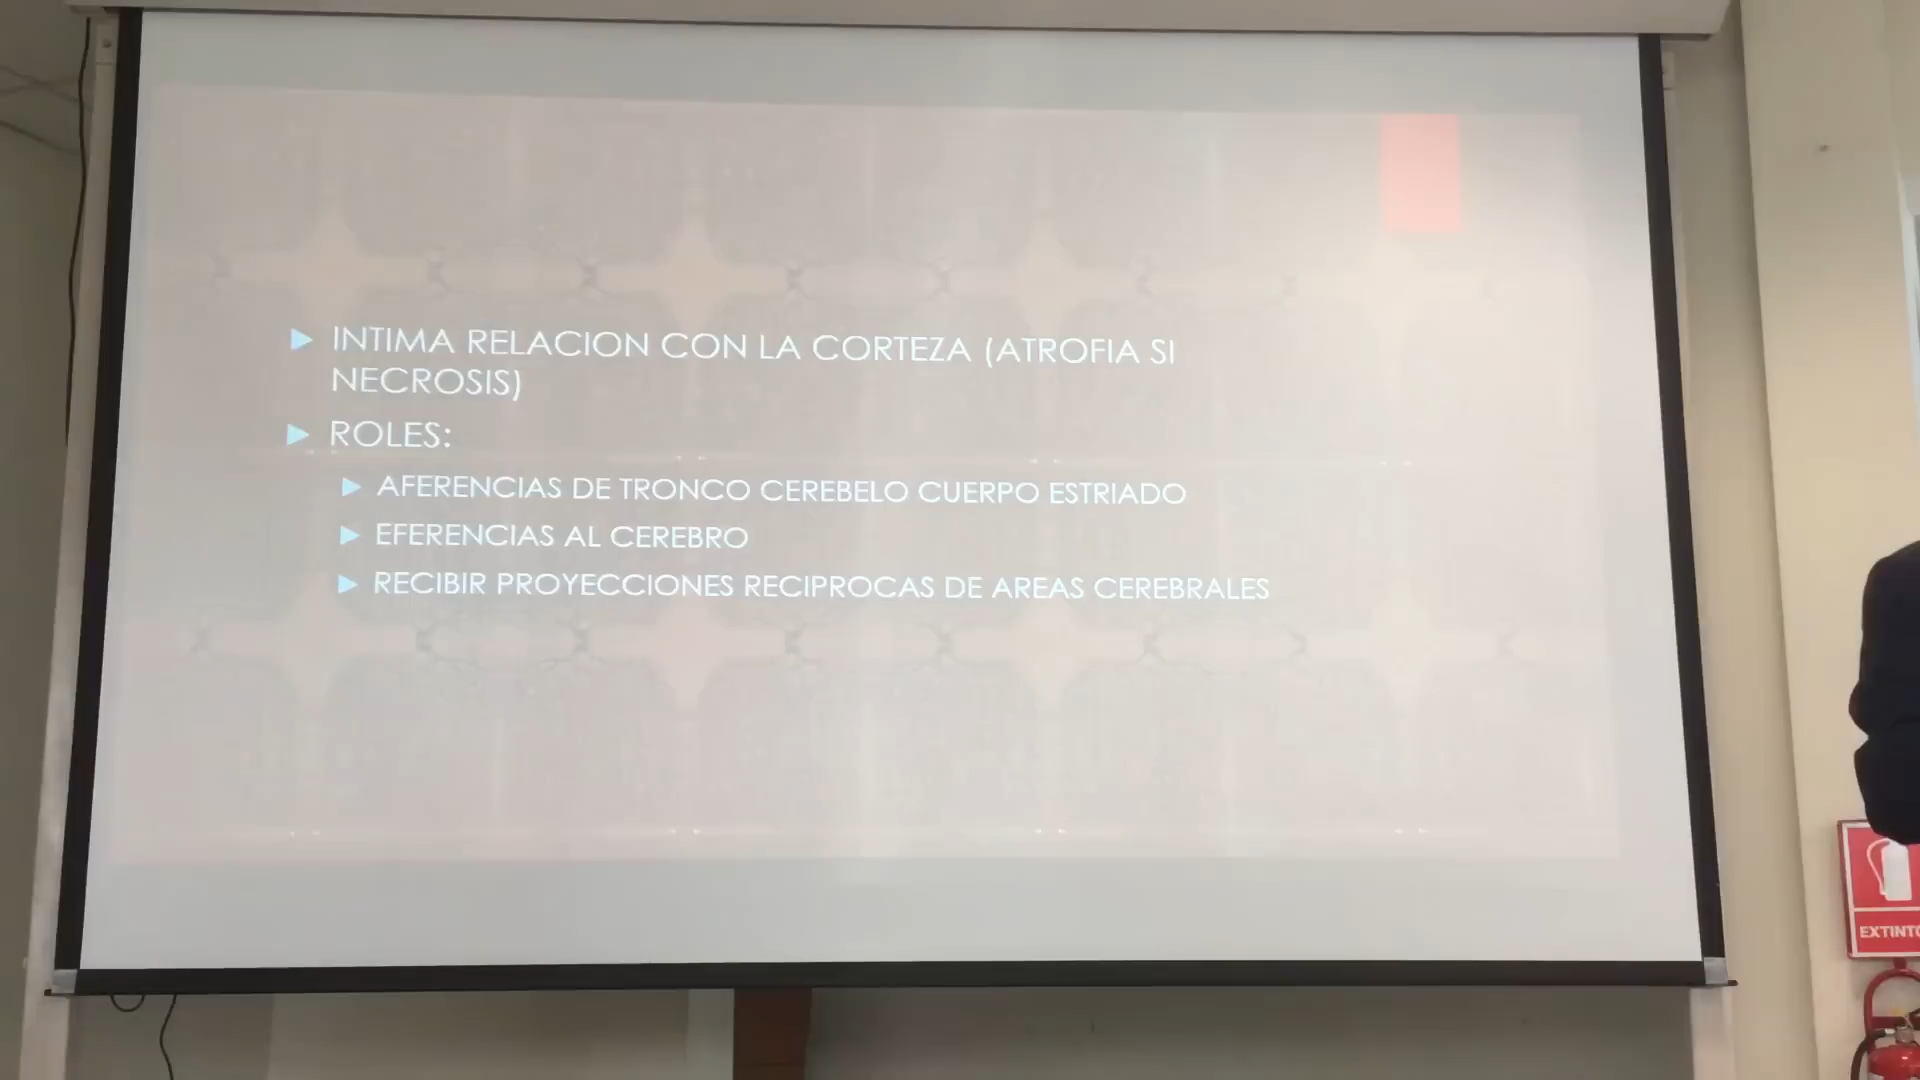 INTIMA RELACION CON LA CORTEZA (ATROFIA SI
NECROSIS)
ROLES:
AFERENCIAS DE TRONCO CEREBELO CUERPO ESTRIADO
EFERENCIAS AL CEREBRO
RECIBIR PROYECCIONES RECIPROCAS DE AREAS CEREBRALES
EXTINTO